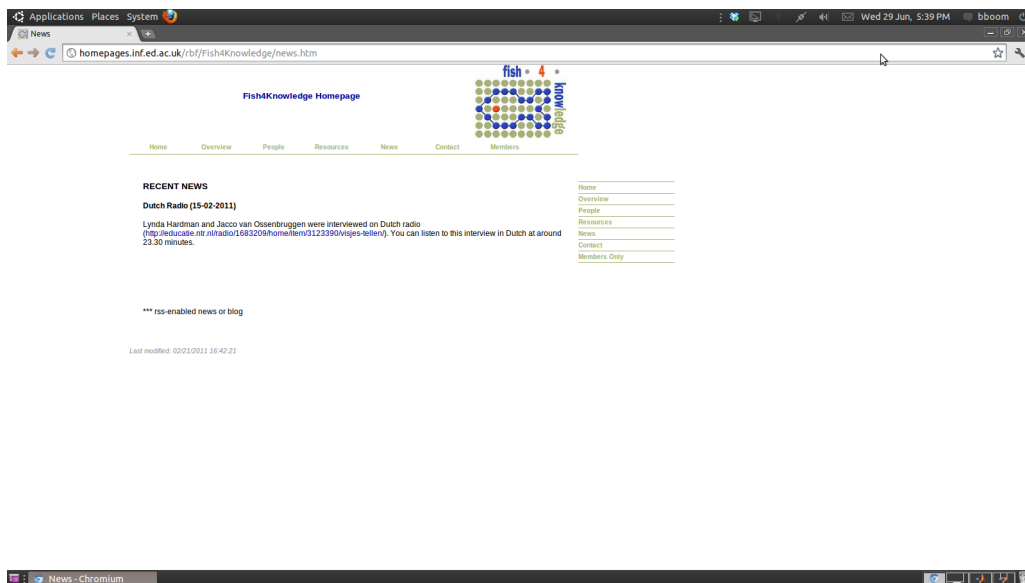 Applications Places System Wed 29 Jun, 5:39 PM bboom
News
homepages.inf.ed.ac.uk/rbf/Fish4Knowledge/news.htm
fish 4
knowledge
Fish4Knowledge Homepage
Home Overview People Resources News Contact Members
RECENT NEWS
Dutch Radio (15-02-2011)
Lynda Hardman and Jacco van Ossenbruggen were interviewed on Dutch radio
(http://educatie.ntr.nl/radio/1683209/home/item/3123390/visjes-tellen/). You can listen to this interview in Dutch at around
23.30 minutes.
*** rss-enabled news or blog
Last modified: 02/21/2011 16:42:21
Home
Overview
People
Resources
News
Contact
Members Only
News - Chromium